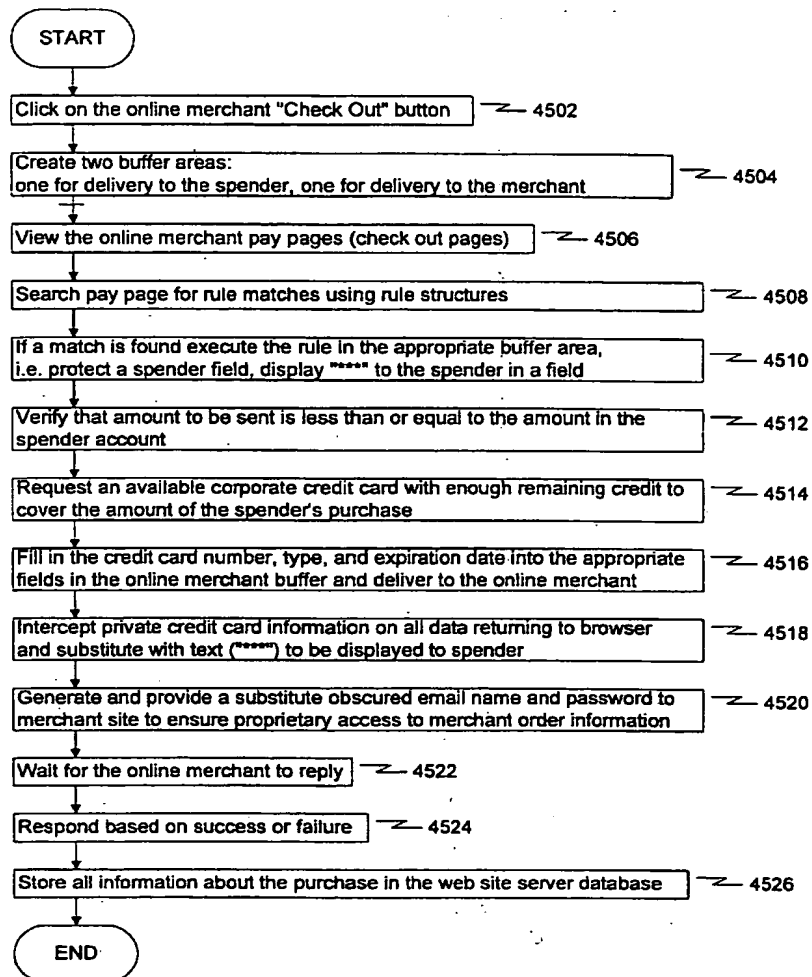 START
Click on the online merchant "Check Out" button
4502
Create two buffer areas:
one for delivery to the spender, one for delivery to the merchant
4504
View the online merchant pay pages (check out pages)
4506
Search pay page for rule matches using rule structures
4508
If a match is found execute the rule in the appropriate buffer area,
i.e. protect a spender field, display "****" to the spender in a field
4510
Verify that amount to be sent is less than or equal to the amount in the
spender account
4512
Request an available corporate credit card with enough remaining credit to
cover the amount of the spender's purchase
4514
Fill in the credit card number, type, and expiration date into the appropriate
fields in the online merchant buffer and deliver to the online merchant
4516
Intercept private credit card information on all data returning to browser
and substitute with text ("****") to be displayed to spender
4518
Generate and provide a substitute obscured email name and password to
merchant site to ensure proprietary access to merchant order information
4520
Wait for the online merchant to reply
4522
Respond based on success or failure
4524
Store all information about the purchase in the web site server database
4526
END